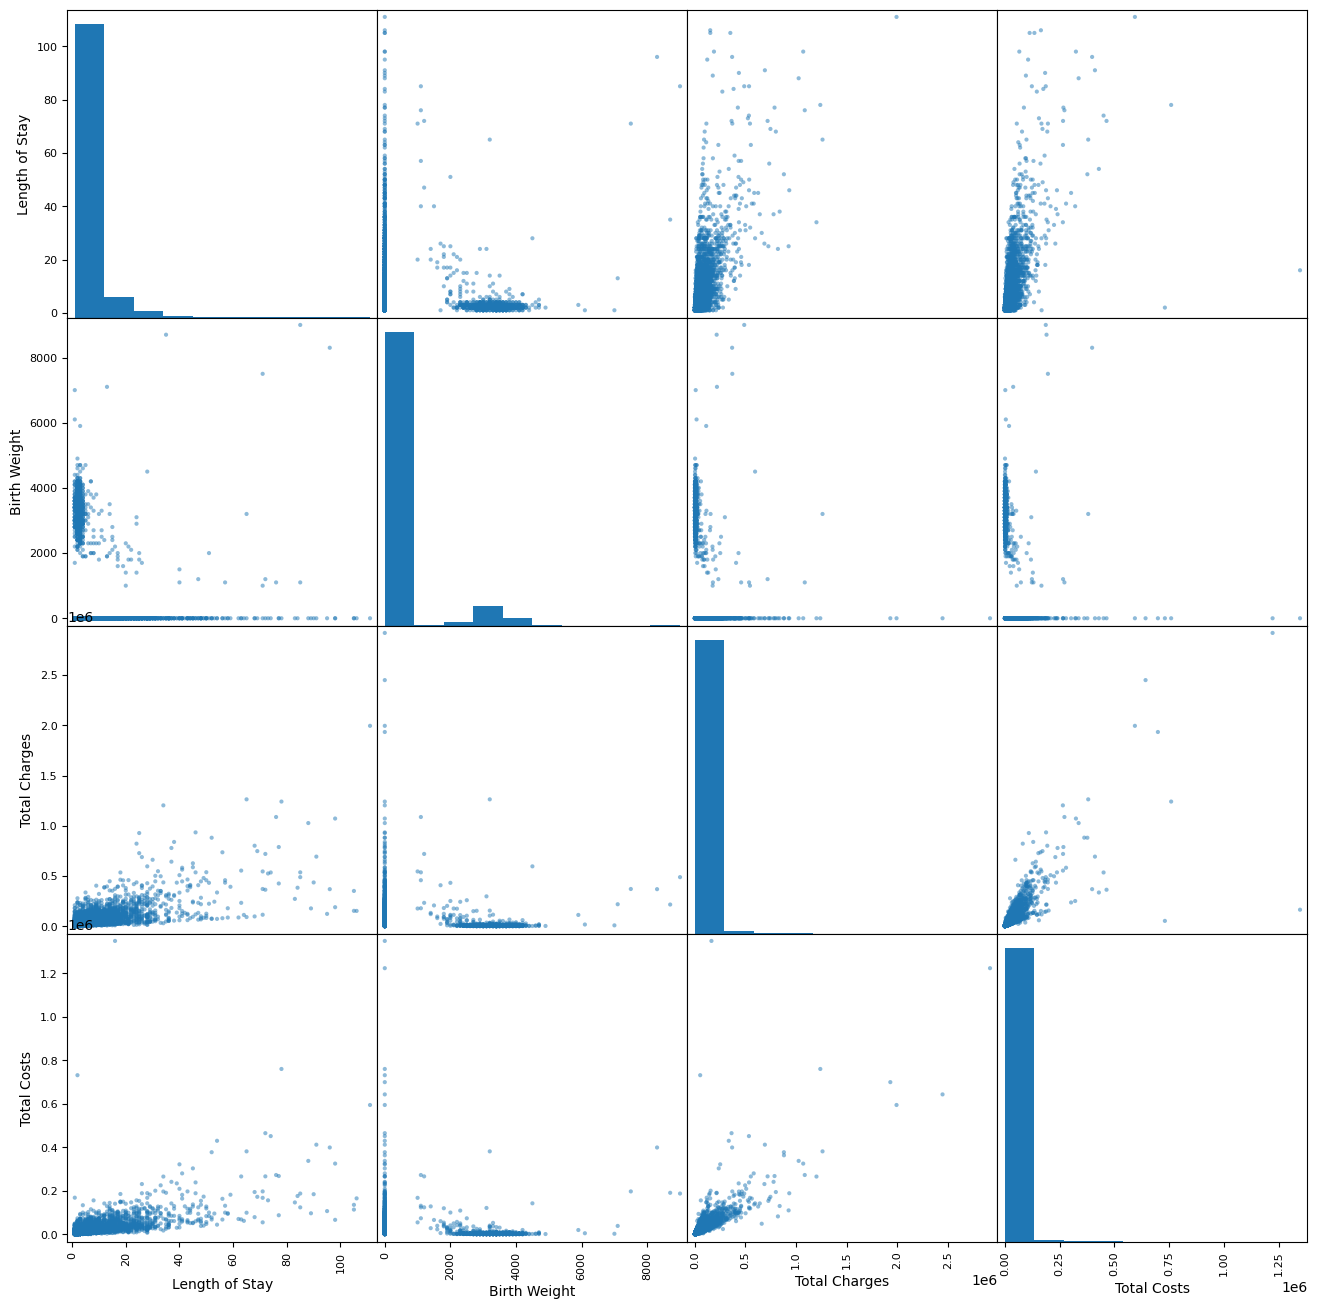 100
80
60
40
20
0
Length of Stay
8000
6000
4000
2000
0
Birth Weight
1e6
2.5
2.0
1.5
1.0
0.5
0.0
Total Charges
1e6
1.2
1.0
0.8
0.6
0.4
0.2
0.0
Total Costs
0 20 40 60 80 100
0 2000 4000 6000 8000
0.0 0.5 1.0 1.5 2.0 2.5
0.00 0.25 0.50 0.75 1.00 1.25
1e6
1e6
Length of Stay
Birth Weight
Total Charges
Total Costs